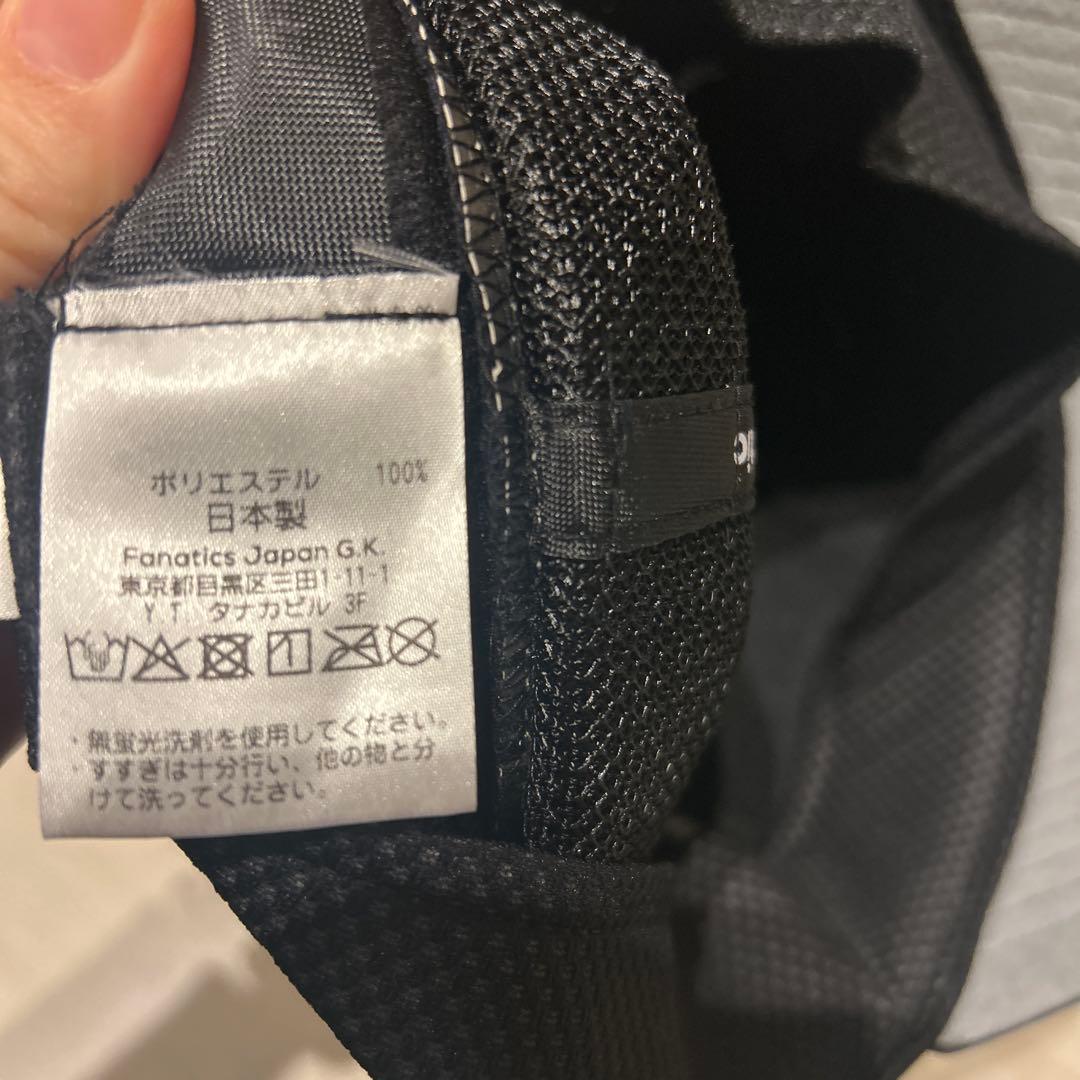 ポリエステル 100%
日本製
Fanatics Japan G.K.
東京都目黒区三田1-11-1
Y.T. タナカビル 3F
・無蛍光洗剤を使用してください。
・すすぎは十分行い、他の物と分
けて洗ってください。
ic